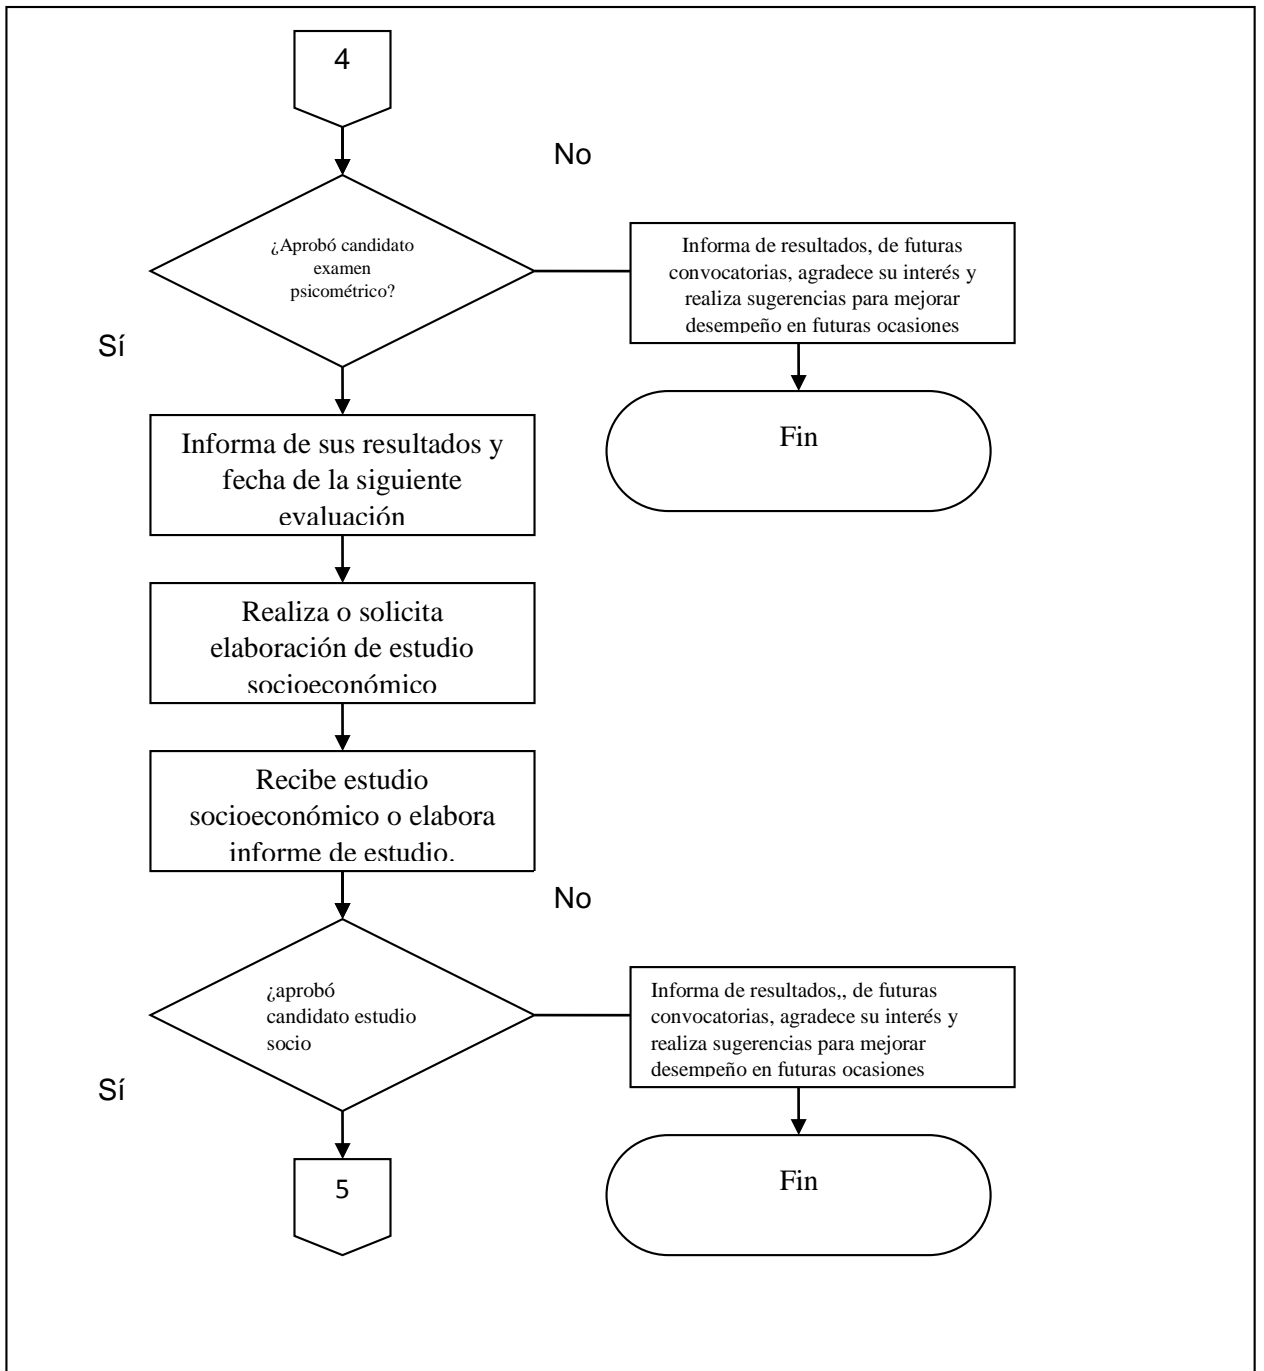 4
No
¿Aprobó candidato
examen
psicométrico?
Informa de resultados, de futuras
convocatorias, agradece su interés y
realiza sugerencias para mejorar
desempeño en futuras ocasiones
Sí
Fin
Informa de sus resultados y
fecha de la siguiente
evaluación
Realiza o solicita
elaboración de estudio
socioeconómico
Recibe estudio
socioeconómico o elabora
informe de estudio.
No
¿aprobó
candidato estudio
socio
Informa de resultados,, de futuras
convocatorias, agradece su interés y
realiza sugerencias para mejorar
desempeño en futuras ocasiones
Sí
5
Fin